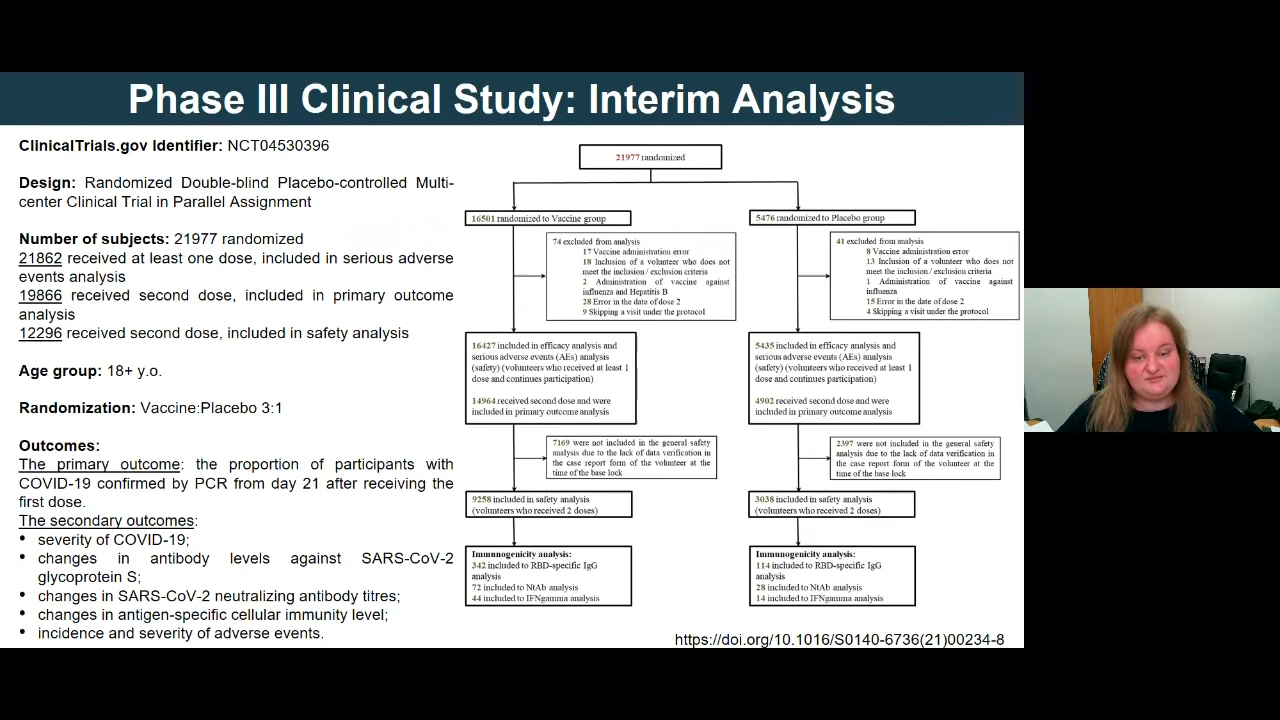 Phase III Clinical Study: Interim Analysis
ClinicalTrials.gov Identifier: NCT04530396
Design: Randomized Double-blind Placebo-controlled Multi-
center Clinical Trial in Parallel Assignment
Number of subjects: 21977 randomized
21862 received at least one dose, included in serious adverse
events analysis
19866 received second dose, included in primary outcome
analysis
12296 received second dose, included in safety analysis
Age group: 18+ y.o.
Randomization: Vaccine:Placebo 3:1
Outcomes:
The primary outcome: the proportion of participants with
COVID-19 confirmed by PCR from day 21 after receiving the
first dose.
The secondary outcomes:
• severity of COVID-19;
• changes in antibody levels against SARS-CoV-2
glycoprotein S;
• changes in SARS-CoV-2 neutralizing antibody titres;
• changes in antigen-specific cellular immunity level;
• incidence and severity of adverse events.
21977 randomized
16501 randomized to Vaccine group
74 excluded from analysis
17 Vaccine administration error
18 Inclusion of a volunteer who does not
meet the inclusion / exclusion criteria
2 Administration of vaccine against
influenza and Hepatitis B
28 Error in the date of dose 2
9 Skipping a visit under the protocol
16427 included in efficacy analysis and
serious adverse events (AEs) analysis
(safety) (volunteers who received at least 1
dose and continues participation)
14964 received second dose and were
included in primary outcome analysis
7169 were not included in the general safety
analysis due to the lack of data verification in
the case report form of the volunteer at the
time of the base lock
9258 included in safety analysis
(volunteers who received 2 doses)
Immunogenicity analysis:
342 included to RBD-specific IgG
analysis
72 included to NtAb analysis
44 included to IFNgamma analysis
5476 randomized to Placebo group
41 excluded from analysis
8 Vaccine administration error
13 Inclusion of a volunteer who does not
meet the inclusion / exclusion criteria
1 Administration of vaccine against
influenza
15 Error in the date of dose 2
4 Skipping a visit under the protocol
5435 included in efficacy analysis and
serious adverse events (AEs) analysis
(safety) (volunteers who received at least 1
dose and continues participation)
4902 received second dose and were
included in primary outcome analysis
2397 were not included in the general safety
analysis due to the lack of data verification in
the case report form of the volunteer at the
time of the base lock
3038 included in safety analysis
(volunteers who received 2 doses)
Immunogenicity analysis:
114 included to RBD-specific IgG
analysis
28 included to NtAb analysis
14 included to IFNgamma analysis
https://doi.org/10.1016/S0140-6736(21)00234-8